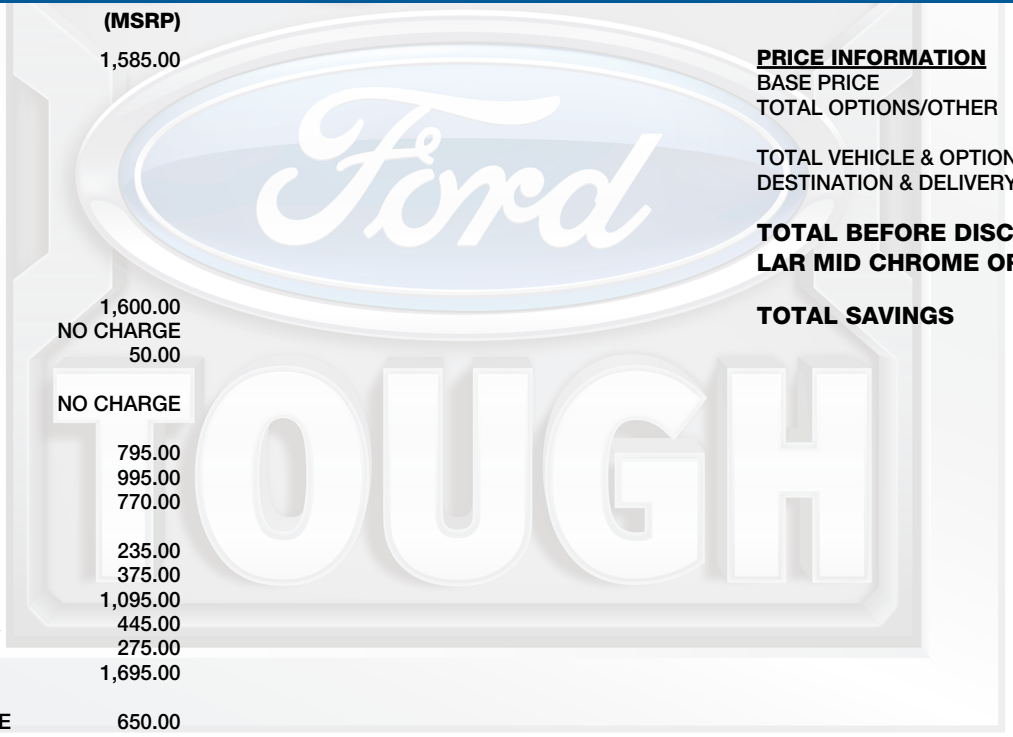 (MSRP)
1,585.00
1,600.00
NO CHARGE
50.00
NO CHARGE
795.00
995.00
770.00
235.00
375.00
1,095.00
445.00
275.00
1,695.00
E 650.00
PRICE INFORMATION
BASE PRICE
TOTAL OPTIONS/OTHER
TOTAL VEHICLE & OPTION
DESTINATION & DELIVERY
TOTAL BEFORE DISC
LAR MID CHROME OP
TOTAL SAVINGS
Ford
TOUGH